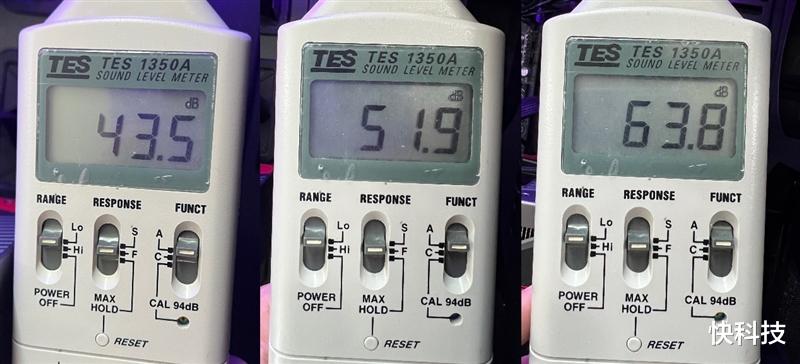 TES TES 1350A
SOUND LEVEL METER
dB
43.5
RANGE RESPONSE FUNCT
Lo
Hi
S
F
A
C
POWER OFF
MAX HOLD
CAL 94dB
RESET
TES TES 1350A
SOUND LEVEL METER
dB
51.9
RANGE RESPONSE FUNCT
Lo
Hi
S
F
A
C
POWER OFF
MAX HOLD
CAL 94dB
RESET
TES TES 1350A
SOUND LEVEL METER
dB
63.8
RANGE RESPONSE FUNCT
Lo
Hi
S
F
A
C
POWER OFF
MAX HOLD
CAL 94dB
RESET
快科技